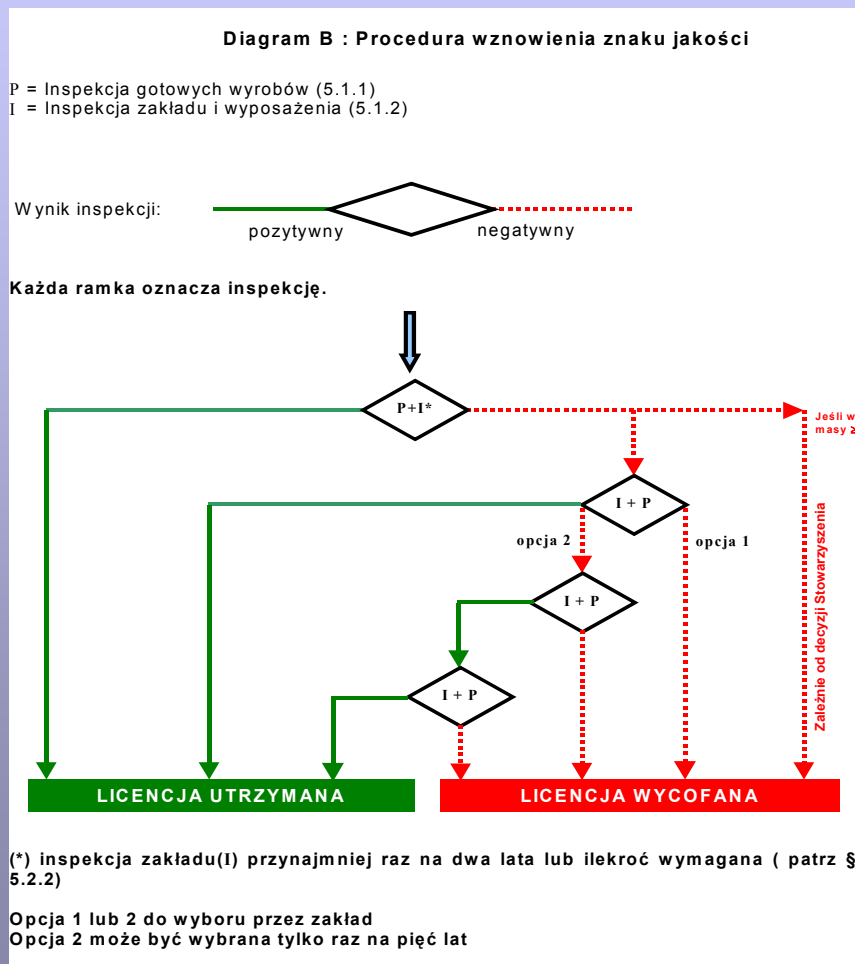 Diagram B : Procedura wznowienia znaku jakości
P = Inspekcja gotowych wyrobów (5.1.1)
I = Inspekcja zakładu i wyposażenia (5.1.2)
Wynik inspekcji:
pozytywny
negatywny
Każda ramka oznacza inspekcję.
P+I*
Jeśli w
masy ≥
I + P
opcja 2
opcja 1
Zależnie od decyzji Stowarzyszenia
I + P
I + P
LICENCJA UTRZYMANA
LICENCJA WYCOFANA
(*) inspekcja zakładu(I) przynajmniej raz na dwa lata lub ilekroć wymagana ( patrz §
5.2.2)
Opcja 1 lub 2 do wyboru przez zakład
Opcja 2 może być wybrana tylko raz na pięć lat